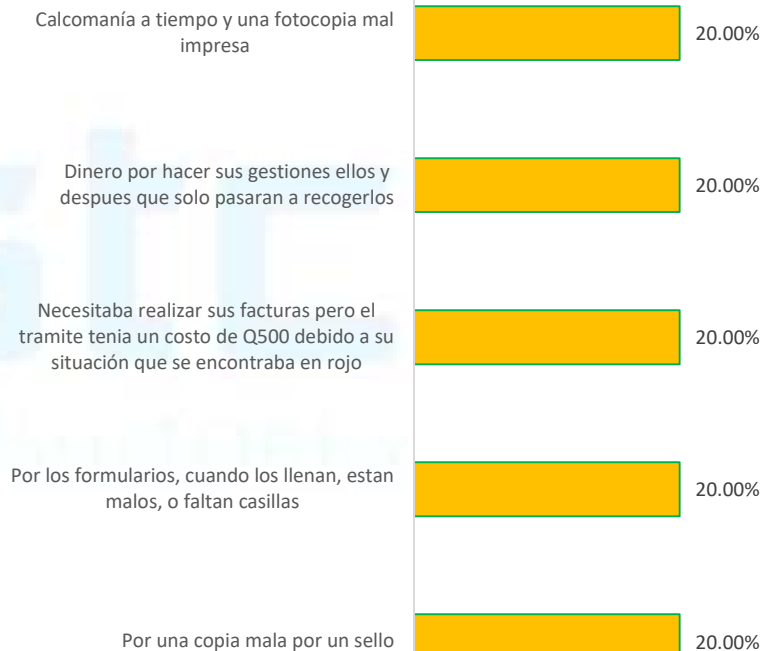 Calcomanía a tiempo y una fotocopia mal
impresa
20.00%
Dinero por hacer sus gestiones ellos y
despues que solo pasaran a recogerlos
20.00%
Necesitaba realizar sus facturas pero el
tramite tenia un costo de Q500 debido a su
situación que se encontraba en rojo
20.00%
Por los formularios, cuando los llenan, estan
malos, o faltan casillas
20.00%
Por una copia mala por un sello
20.00%